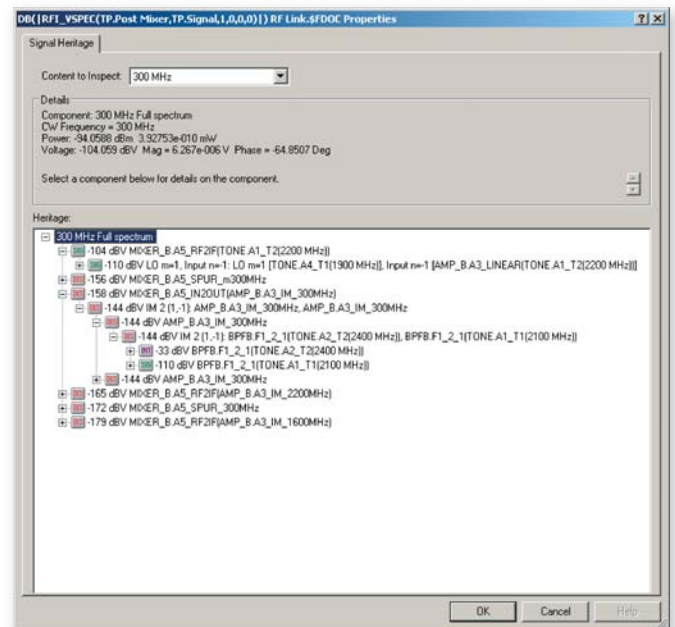 DB(|RFI_VSPEC(TP.Post Mixer,TP.Signal,1,0,0,0)|) RF Link.$FDOC Properties
Signal Heritage
Content to Inspect: 300 MHz
Details
Component: 300 MHz Full spectrum
CW Frequency = 300 MHz
Power: -94.0588 dBm 3.92753e-010 mW
Voltage: -104.059 dBV Mag = 6.267e-006 V Phase = -64.8507 Deg
Select a component below for details on the component.
Heritage:
300 MHz Full spectrum
-104 dBV MIXER_B.A5_RF2IF(TONE.A1_T2(2200 MHz))
-110 dBV LO m=1, Input n=-1: LO m=1 [TONE.A4_T1(1900 MHz)], Input n=-1 [AMP_B.A3_LINEAR(TONE.A1_T2(2200 MHz))]
-156 dBV MIXER_B.A5_SPUR_m300MHz
-158 dBV MIXER_B.A5_IN2OUT(AMP_B.A3_IM_300MHz)
-144 dBV IM 2 (1,-1): AMP_B.A3_IM_300MHz, AMP_B.A3_IM_300MHz
-144 dBV AMP_B.A3_IM_300MHz
-144 dBV IM 2 (1,-1): BPFB.F1_2_1(TONE.A2_T2(2400 MHz)), BPFB.F1_2_1(TONE.A1_T1(2100 MHz))
-33 dBV BPFB.F1_2_1(TONE.A2_T2(2400 MHz))
-110 dBV BPFB.F1_2_1(TONE.A1_T1(2100 MHz))
-144 dBV AMP_B.A3_IM_300MHz
-165 dBV MIXER_B.A5_RF2IF(AMP_B.A3_IM_2200MHz)
-172 dBV MIXER_B.A5_SPUR_300MHz
-179 dBV MIXER_B.A5_RF2IF(AMP_B.A3_IM_1600MHz)
OK Cancel Help